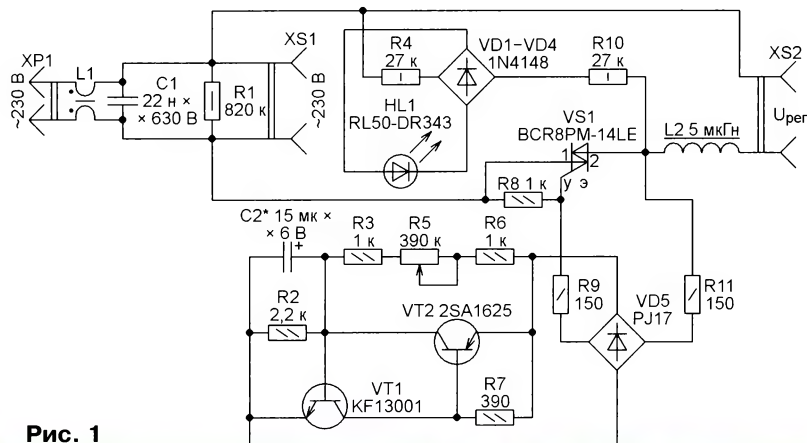 XP1
~230 В
L1
C1
22 н ×
× 630 В
R1
820 к
XS1
~230 В
R4
27 к
VD1–VD4
1N4148
R10
27 к
XS2
Uрег
HL1
RL50-DR343
VS1
BCR8PM-14LE
1
2
у э
L2 5 мкГн
R8 1 к
C2* 15 мк ×
× 6 В
+
R3
1 к
R5
390 к
R6
1 к
R9
150
R11
150
VD5
PJ17
R2
2,2 к
VT2 2SA1625
VT1
KF13001
R7
390
Рис. 1